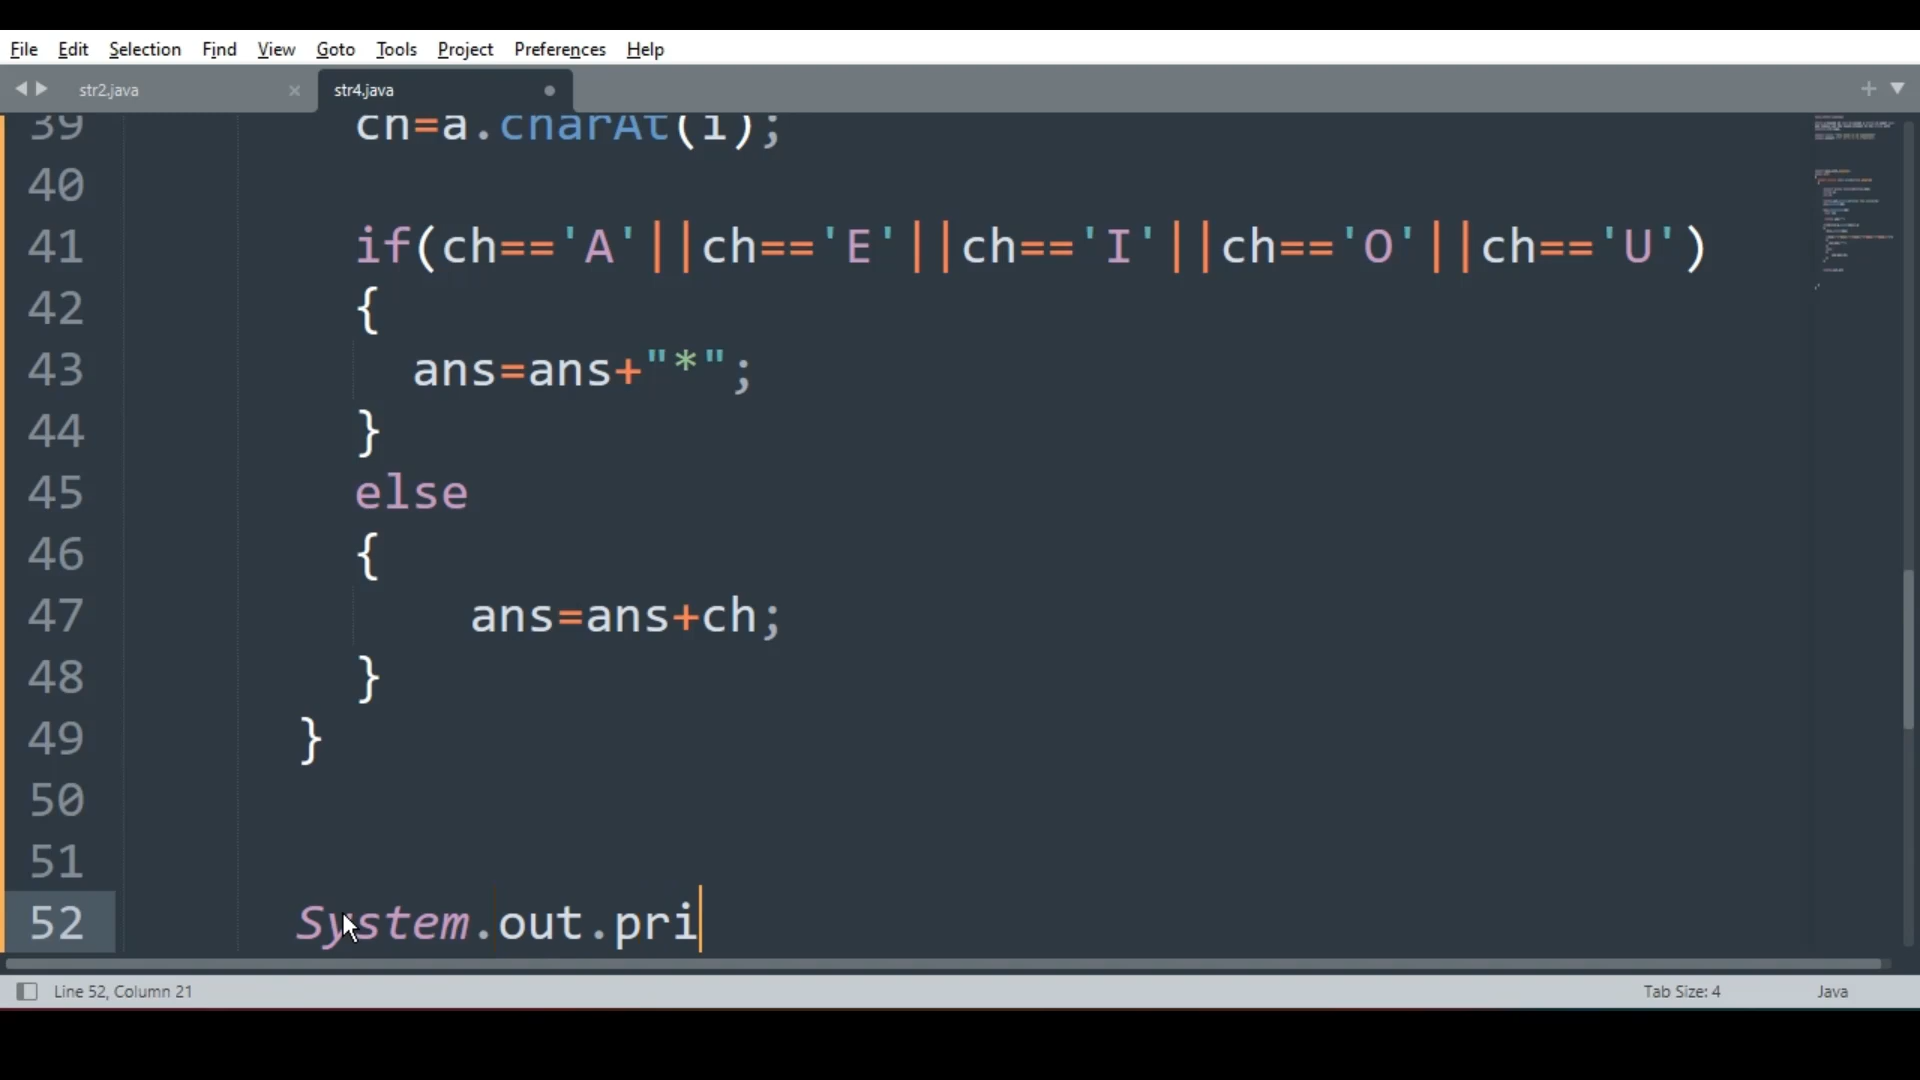 File Edit Selection Find View Goto Tools Project Preferences Help
str2.java str4.java
39 ch=a.charAt(i);
40
41 if(ch=='A'||ch=='E'||ch=='I'||ch=='O'||ch=='U')
42 {
43 ans=ans+"*";
44 }
45 else
46 {
47 ans=ans+ch;
48 }
49 }
50
51
52 System.out.pri
Line 52, Column 21 Tab Size: 4 Java